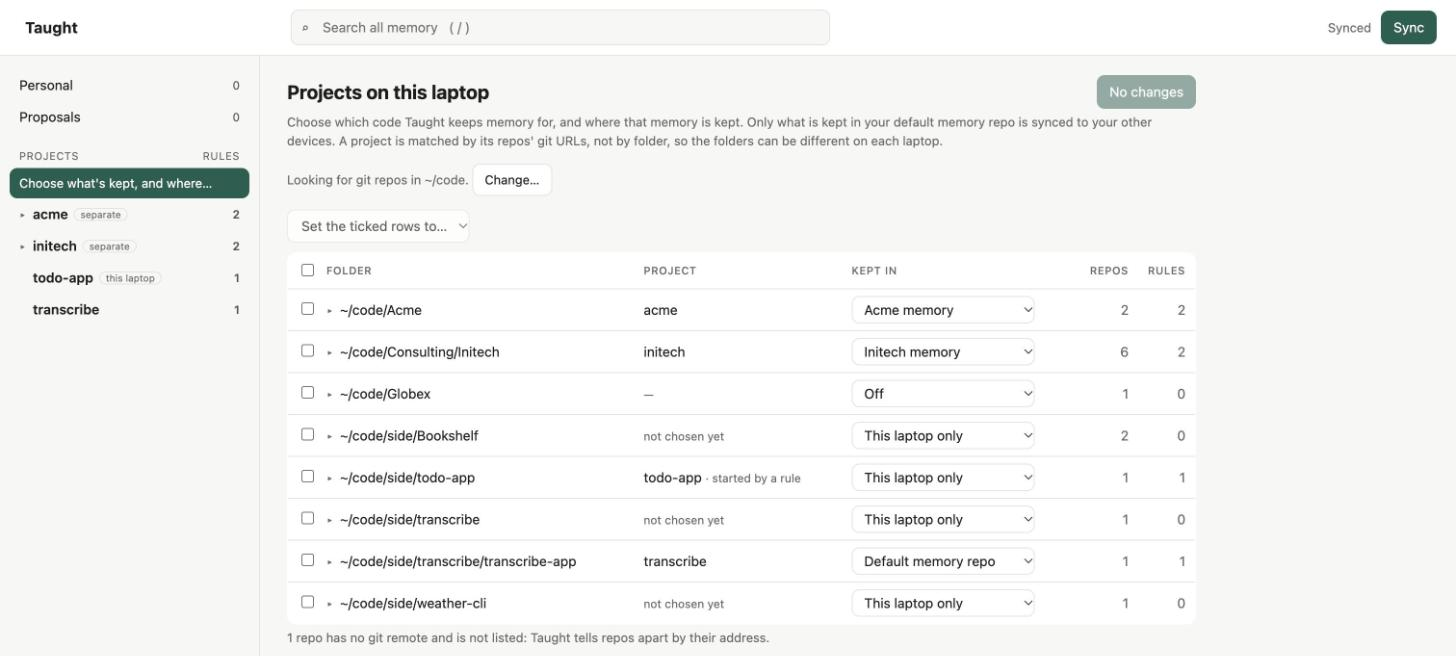 Taught
Search all memory ( / )
Synced
Sync
Personal 0
Proposals 0
PROJECTS RULES
Choose what's kept, and where...
acme separate 2
initech separate 2
todo-app this laptop 1
transcribe 1
Projects on this laptop
No changes
Choose which code Taught keeps memory for, and where that memory is kept. Only what is kept in your default memory repo is synced to your other
devices. A project is matched by its repos' git URLs, not by folder, so the folders can be different on each laptop.
Looking for git repos in ~/code. Change...
Set the ticked rows to...
FOLDER PROJECT KEPT IN REPOS RULES
~/code/Acme acme Acme memory 2 2
~/code/Consulting/Initech initech Initech memory 6 2
~/code/Globex — Off 1 0
~/code/side/Bookshelf not chosen yet This laptop only 2 0
~/code/side/todo-app todo-app · started by a rule This laptop only 1 1
~/code/side/transcribe not chosen yet This laptop only 1 0
~/code/side/transcribe/transcribe-app transcribe Default memory repo 1 1
~/code/side/weather-cli not chosen yet This laptop only 1 0
1 repo has no git remote and is not listed: Taught tells repos apart by their address.